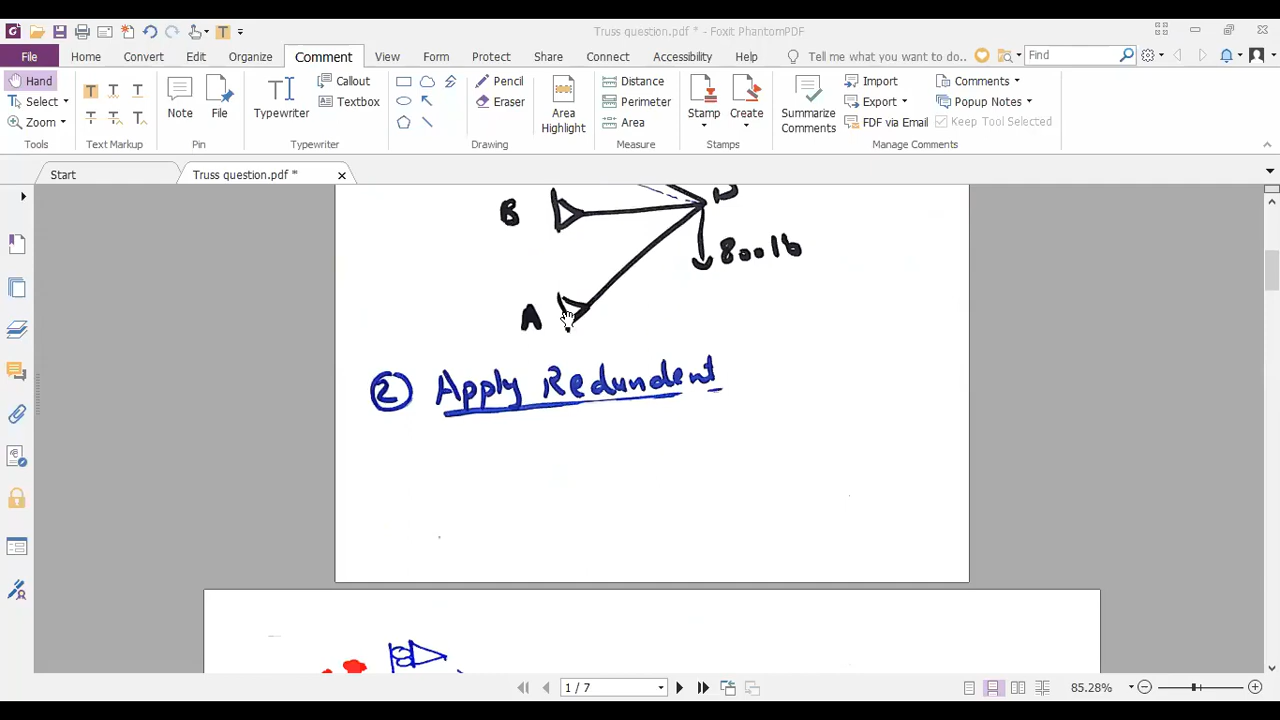 Truss question.pdf * - Foxit PhantomPDF
File Home Convert Edit Organize Comment View Form Protect Share Connect Accessibility Help Tell me what you want to do... Find
Hand Select Zoom
Tools
Text Markup
Note File
Pin
Typewriter Callout Textbox
Typewriter
Pencil Eraser Area Highlight
Drawing
Distance Perimeter Area
Measure
Stamp Create
Stamps
Summarize Comments Import Export FDF via Email Comments Popup Notes Keep Tool Selected
Manage Comments
Start Truss question.pdf *
B
800lb
A
2 Apply Redundent
1 / 7
85.28%